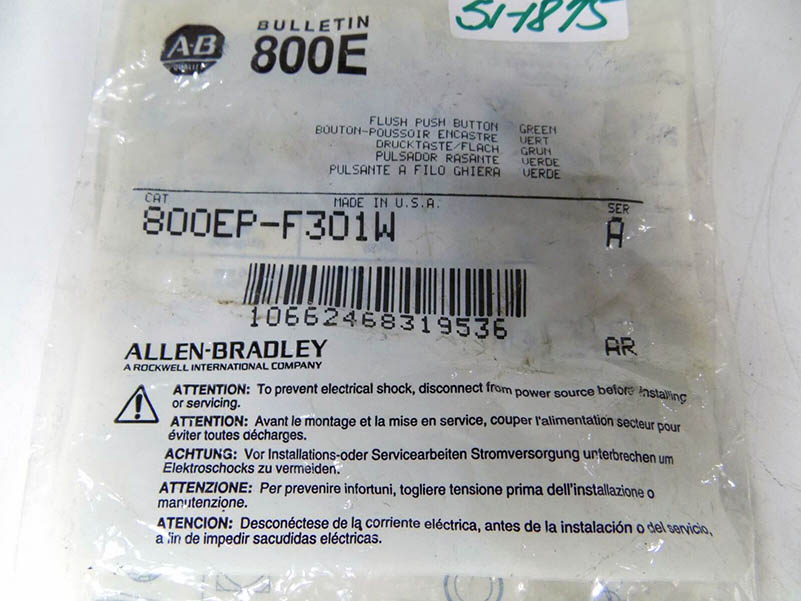 51-1875
A-B
QUALITY
BULLETIN
800E
FLUSH PUSH BUTTON GREEN
BOUTON-POUSSOIR ENCASTRE VERT
DRUCKTASTE/FLACH GRUN
PULSADOR RASANTE VERDE
PULSANTE A FILO GHIERA VERDE
CAT MADE IN U.S.A. SER
800EP-F301W A
10662468319536
ALLEN-BRADLEY AR
A ROCKWELL INTERNATIONAL COMPANY
ATTENTION: To prevent electrical shock, disconnect from power source before installing
or servicing.
ATTENTION: Avant le montage et la mise en service, couper l'alimentation secteur pour
éviter toutes décharges.
ACHTUNG: Vor Installations-oder Servicearbeiten Stromversorgung unterbrechen um
Elektroschocks zu vermeiden.
ATTENZIONE: Per prevenire infortuni, togliere tensione prima dell'installazione o
manutenzione.
ATENCION: Desconéctese de la corriente eléctrica, antes de la instalación o del servicio,
a fin de impedir sacudidas eléctricas.